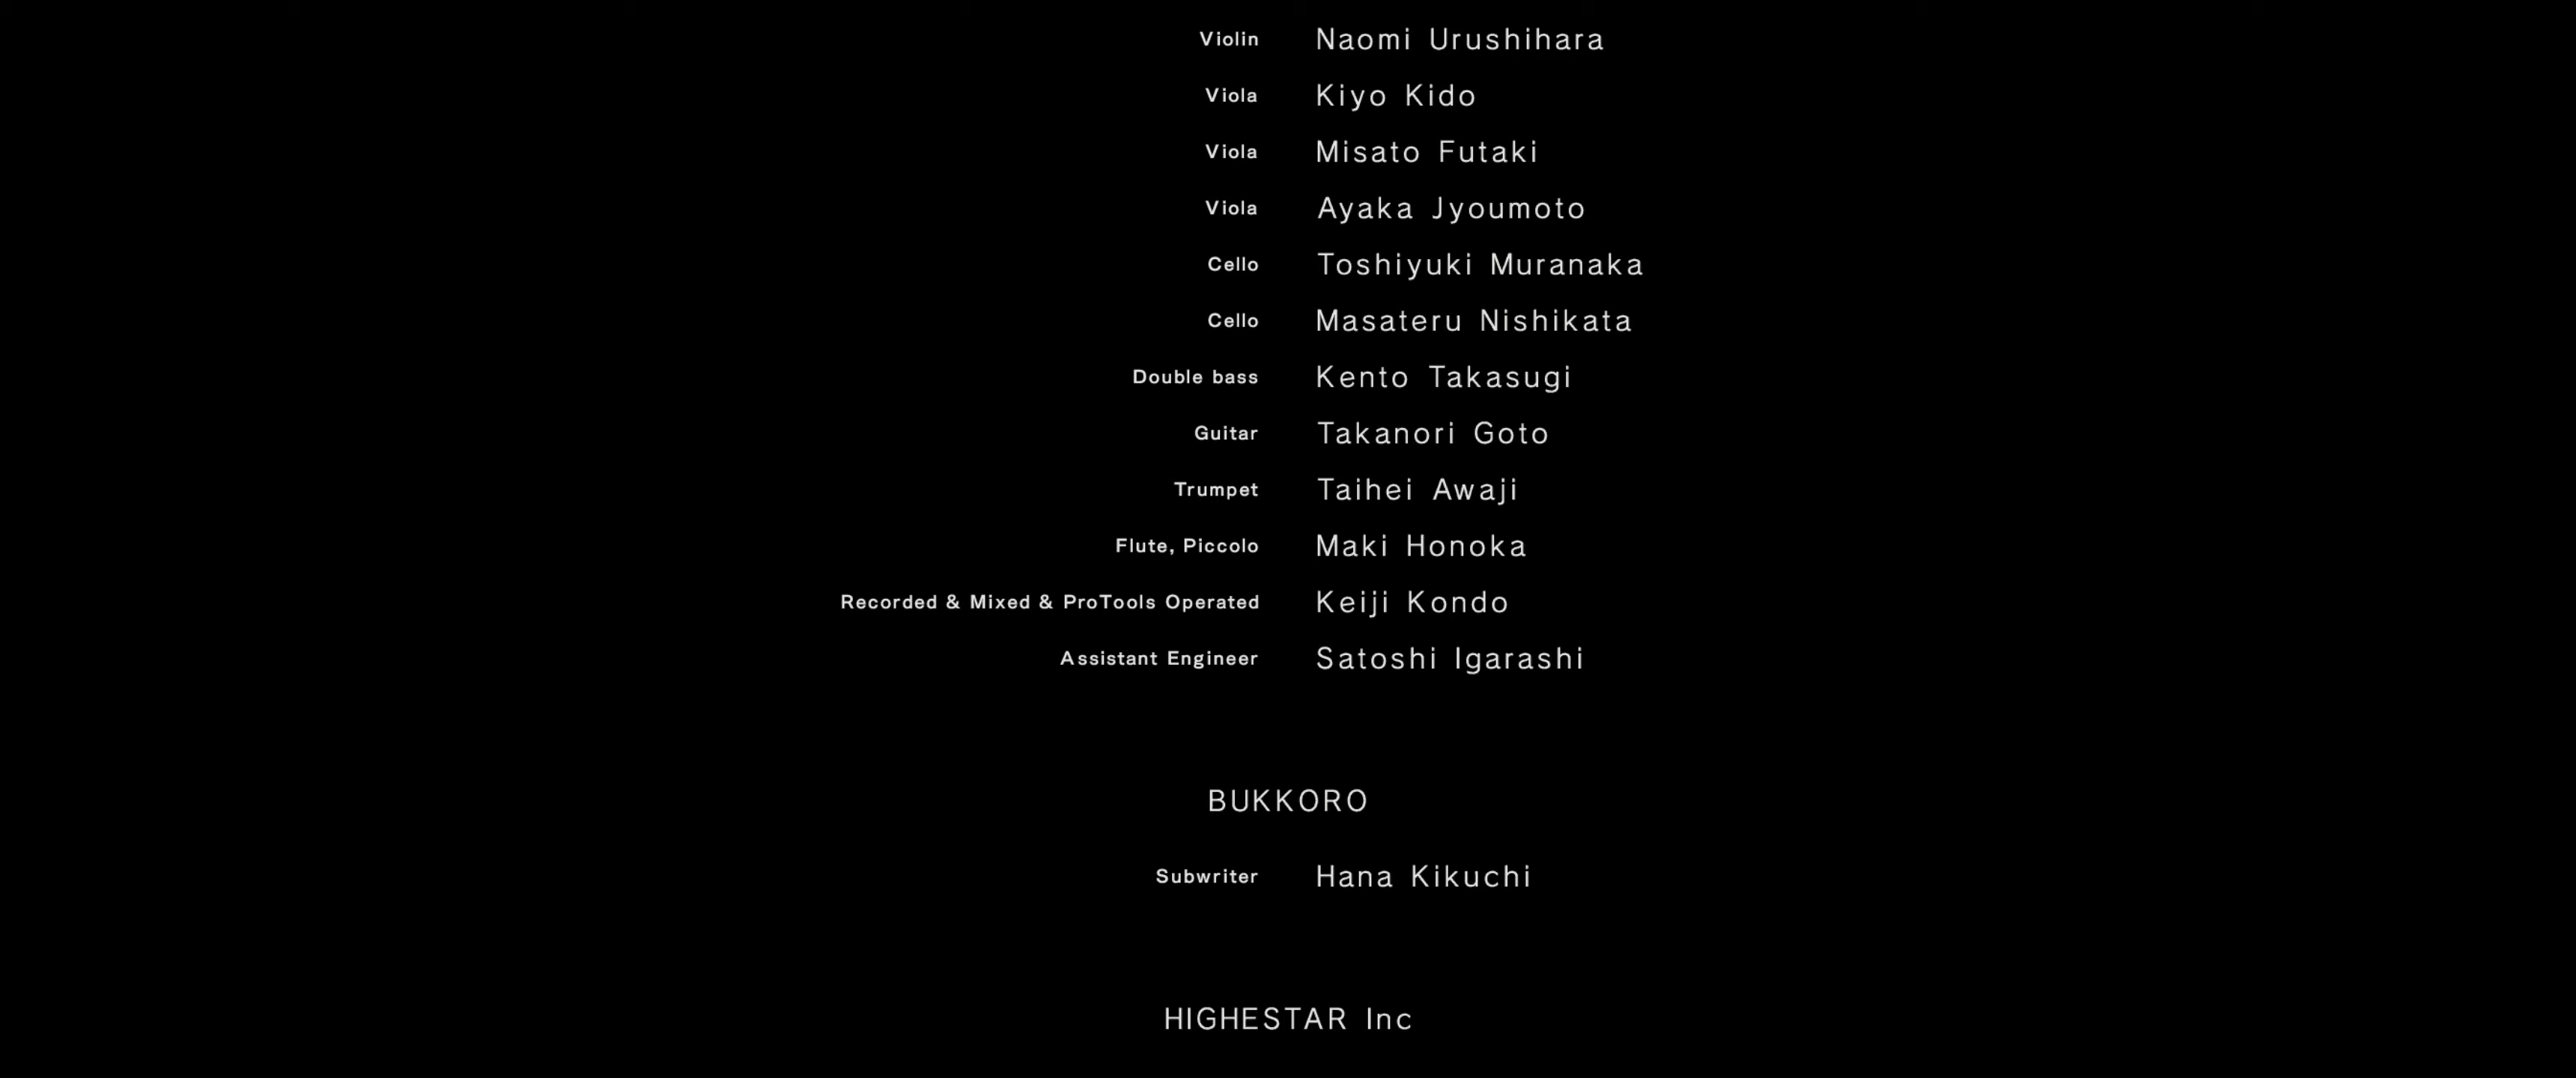 Violin Naomi Urushihara
Viola Kiyo Kido
Viola Misato Futaki
Viola Ayaka Jyoumoto
Cello Toshiyuki Muranaka
Cello Masateru Nishikata
Double bass Kento Takasugi
Guitar Takanori Goto
Trumpet Taihei Awaji
Flute, Piccolo Maki Honoka
Recorded & Mixed & ProTools Operated Keiji Kondo
Assistant Engineer Satoshi Igarashi
BUKKORO
Subwriter Hana Kikuchi
HIGHESTAR Inc